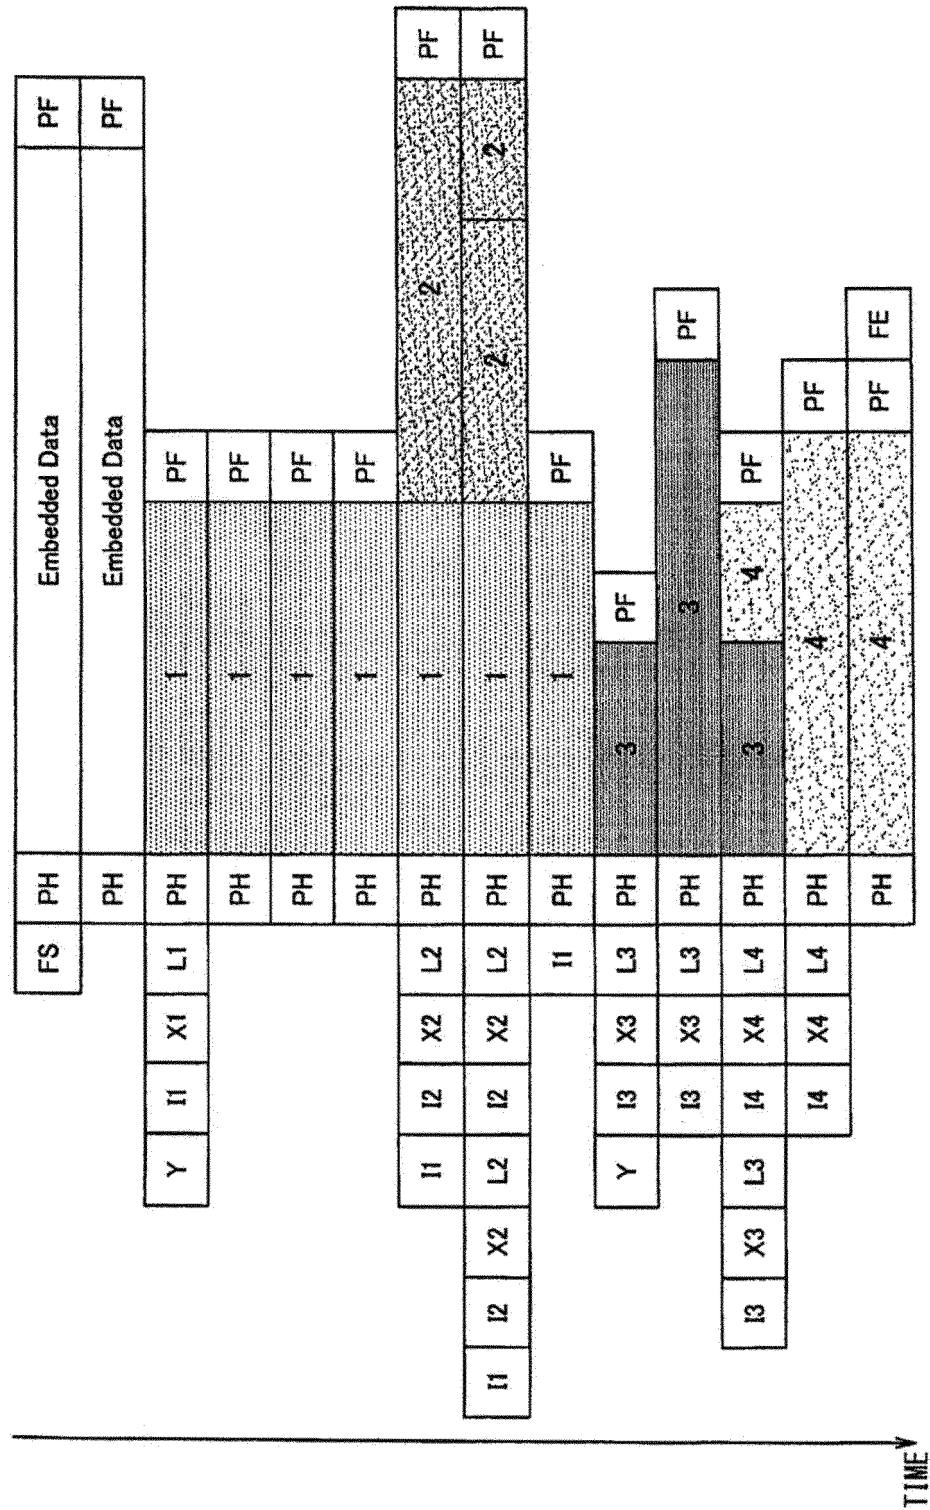 FS PH Embedded Data PF
PH Embedded Data PF
Y I1 X1 L1 PH 1 PF
PH 1 PF
PH 1 PF
PH 1 PF
I1 I2 X2 L2 PH 1 2 PF
I1 I2 X2 L2 I2 X2 L2 PH 1 2 2 PF
I1 PH 1 PF
Y I3 X3 L3 PH 3 PF
I3 X3 L3 PH 3 PF
I3 X3 L3 I4 X4 L4 PH 3 4 PF
I4 X4 L4 PH 4 PF
PH 4 PF FE
TIME